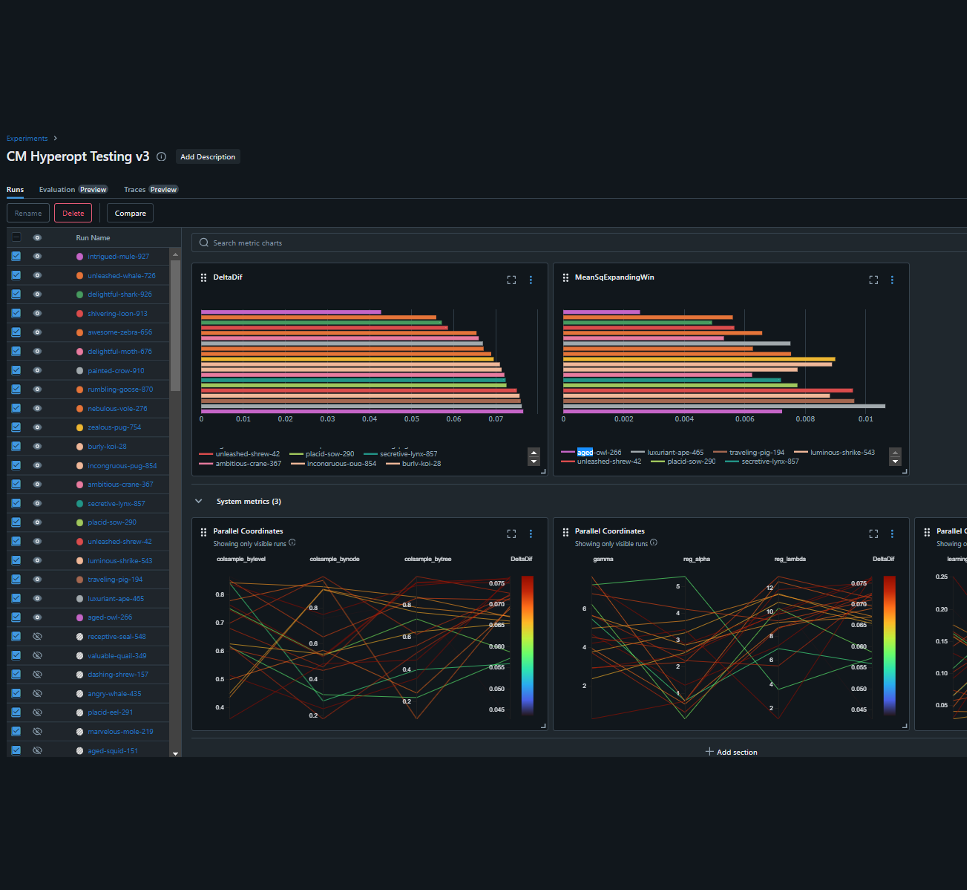 Experiments >
CM Hyperopt Testing v3 Add Description
Runs Evaluation Preview Traces Preview
Rename Delete Compare
Run Name
intrigued-mule-927
unleashed-whale-726
delightful-shark-926
shivering-loon-913
awesome-zebra-656
delightful-moth-676
painted-crow-910
rumbling-goose-870
nebulous-vole-276
zealous-pug-754
burly-koi-28
incongruous-pug-854
ambitious-crane-367
secretive-lynx-857
placid-sow-290
unleashed-shrew-42
luminous-shrike-543
traveling-pig-194
luxuriant-ape-465
aged-owl-266
receptive-seal-548
valuable-quail-349
dashing-shrew-157
angry-whale-435
placid-eel-291
marvelous-mole-219
aged-squid-151
Search metric charts
DeltaDif
0 0.01 0.02 0.03 0.04 0.05 0.06 0.07
unleashed-shrew-42 placid-sow-290 secretive-lynx-857
ambitious-crane-367 incongruous-pug-854 burly-koi-28
MeanSqExpandingWin
0 0.002 0.004 0.006 0.008 0.01
aged-owl-266 luxuriant-ape-465 traveling-pig-194 luminous-shrike-543
unleashed-shrew-42 placid-sow-290 secretive-lynx-857
System metrics (3)
Parallel Coordinates
Showing only visible runs
colsample_bylevel colsample_bynode colsample_bytree DeltaDif
0.8
0.7
0.6
0.5
0.4
0.8
0.6
0.4
0.2
0.8
0.6
0.4
0.2
0.075
0.070
0.065
0.060
0.055
0.050
0.045
Parallel Coordinates
Showing only visible runs
gamma reg_alpha reg_lambda DeltaDif
6
4
2
5
4
3
2
1
12
10
8
6
4
2
0.075
0.070
0.065
0.060
0.055
0.050
0.045
Parallel C
Showing o
learning
0.25
0.20
0.15
0.10
0.05
Add section